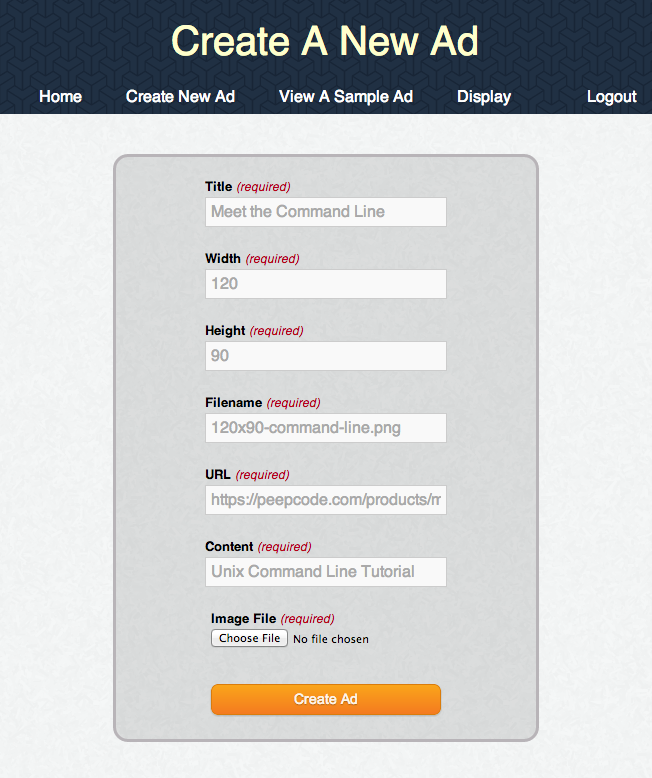 Create A New Ad
Home Create New Ad View A Sample Ad Display Logout
Title (required)
Meet the Command Line
Width (required)
120
Height (required)
90
Filename (required)
120x90-command-line.png
URL (required)
https://peepcode.com/products/m
Content (required)
Unix Command Line Tutorial
Image File (required)
Choose File No file chosen
Create Ad